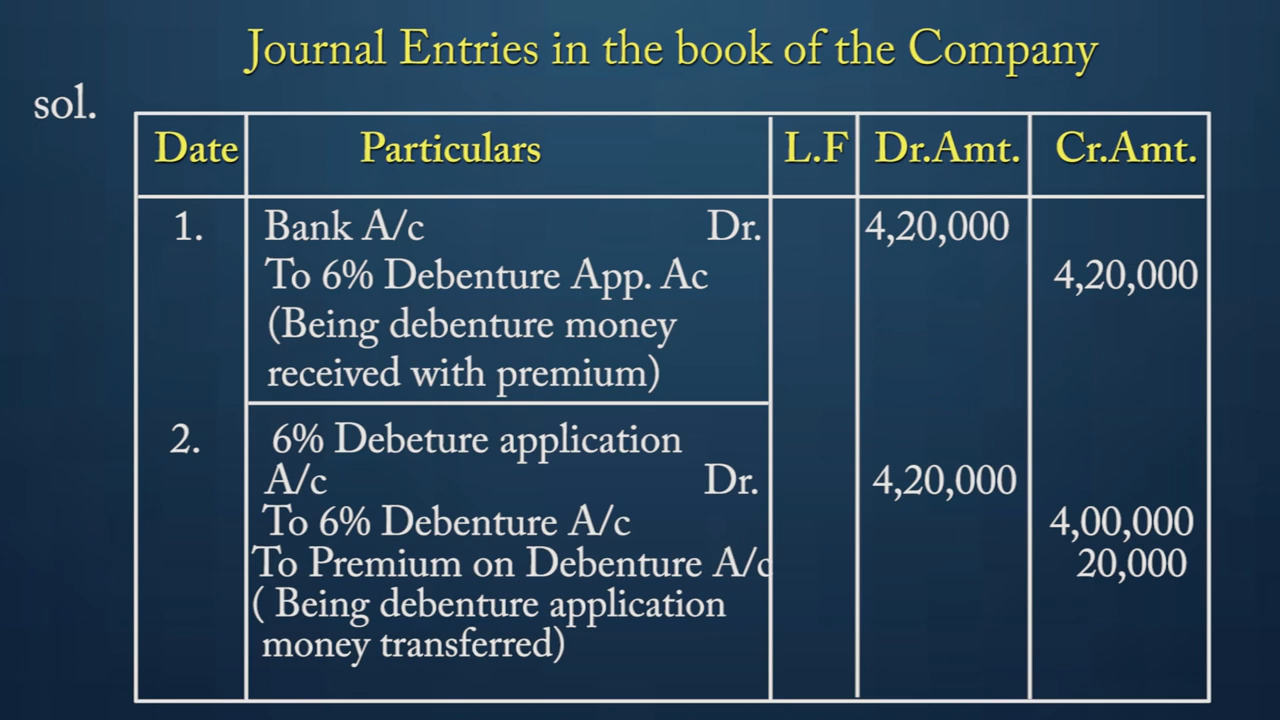 Journal Entries in the book of the Company
sol.
Date Particulars L.F Dr.Amt. Cr.Amt.
1. Bank A/c Dr. 4,20,000
To 6% Debenture App. Ac 4,20,000
(Being debenture money
received with premium)
2. 6% Debeture application
A/c Dr. 4,20,000
To 6% Debenture A/c 4,00,000
To Premium on Debenture A/c 20,000
( Being debenture application
money transferred)